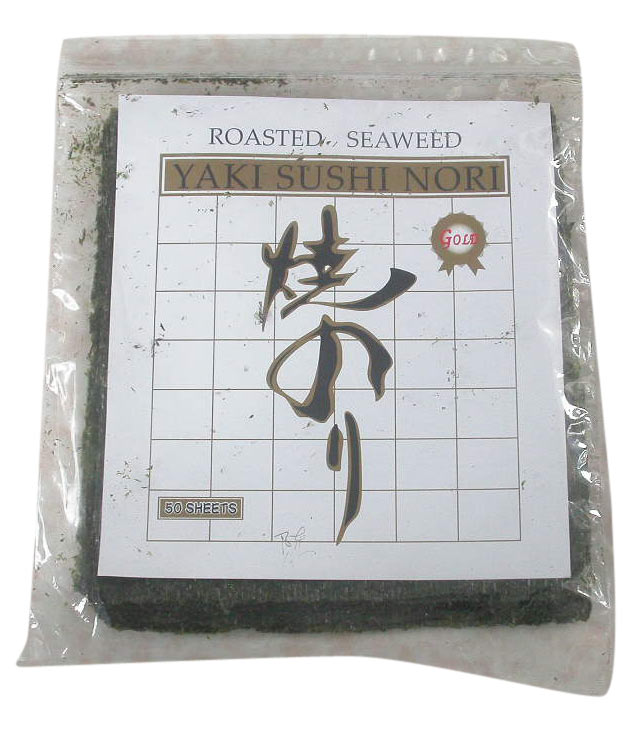 ROASTED SEAWEED
YAKI SUSHI NORI
GOLD
焼のり
50 SHEETS